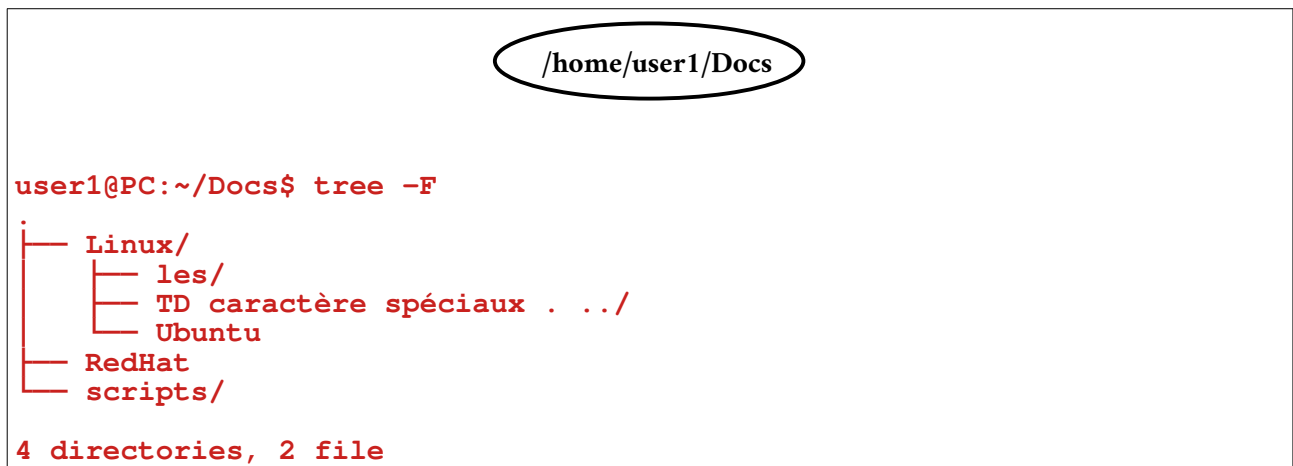 /home/user1/Docs
user1@PC:~/Docs$ tree –F
.
├── Linux/
│   ├── les/
│   ├── TD caractère spéciaux . ../
│   └── Ubuntu
├── RedHat
└── scripts/
4 directories, 2 file